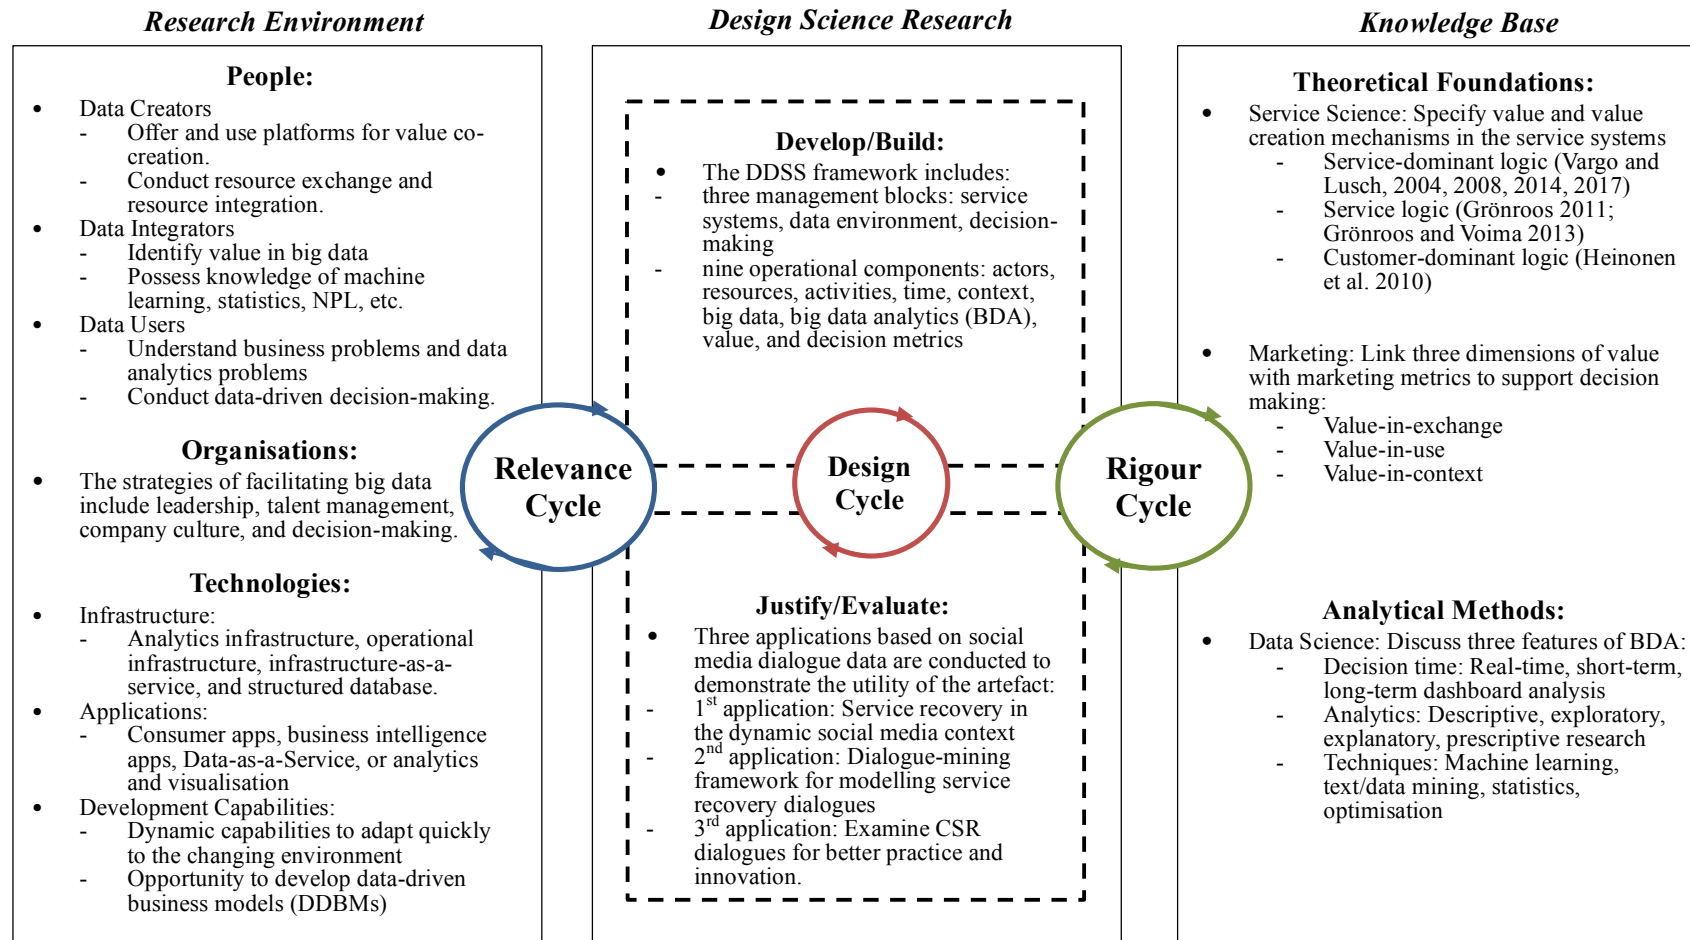 Research Environment
People:
• Data Creators
- Offer and use platforms for value co-
creation.
- Conduct resource exchange and
resource integration.
• Data Integrators
- Identify value in big data
- Possess knowledge of machine
learning, statistics, NPL, etc.
• Data Users
- Understand business problems and data
analytics problems
- Conduct data-driven decision-making.
Organisations:
• The strategies of facilitating big data
include leadership, talent management,
company culture, and decision-making.
Technologies:
• Infrastructure:
- Analytics infrastructure, operational
infrastructure, infrastructure-as-a-
service, and structured database.
• Applications:
- Consumer apps, business intelligence
apps, Data-as-a-Service, or analytics
and visualisation
• Development Capabilities:
- Dynamic capabilities to adapt quickly
to the changing environment
- Opportunity to develop data-driven
business models (DDBMs)
Relevance
Cycle
Design Science Research
Develop/Build:
• The DDSS framework includes:
- three management blocks: service
systems, data environment, decision-
making
- nine operational components: actors,
resources, activities, time, context,
big data, big data analytics (BDA),
value, and decision metrics
Design
Cycle
Justify/Evaluate:
• Three applications based on social
media dialogue data are conducted to
demonstrate the utility of the artefact:
- 1st application: Service recovery in
the dynamic social media context
- 2nd application: Dialogue-mining
framework for modelling service
recovery dialogues
- 3rd application: Examine CSR
dialogues for better practice and
innovation.
Rigour
Cycle
Knowledge Base
Theoretical Foundations:
• Service Science: Specify value and value
creation mechanisms in the service systems
- Service-dominant logic (Vargo and
Lusch, 2004, 2008, 2014, 2017)
- Service logic (Grönroos 2011;
Grönroos and Voima 2013)
- Customer-dominant logic (Heinonen
et al. 2010)
• Marketing: Link three dimensions of value
with marketing metrics to support decision
making:
- Value-in-exchange
- Value-in-use
- Value-in-context
Analytical Methods:
• Data Science: Discuss three features of BDA:
- Decision time: Real-time, short-term,
long-term dashboard analysis
- Analytics: Descriptive, exploratory,
explanatory, prescriptive research
- Techniques: Machine learning,
text/data mining, statistics,
optimisation